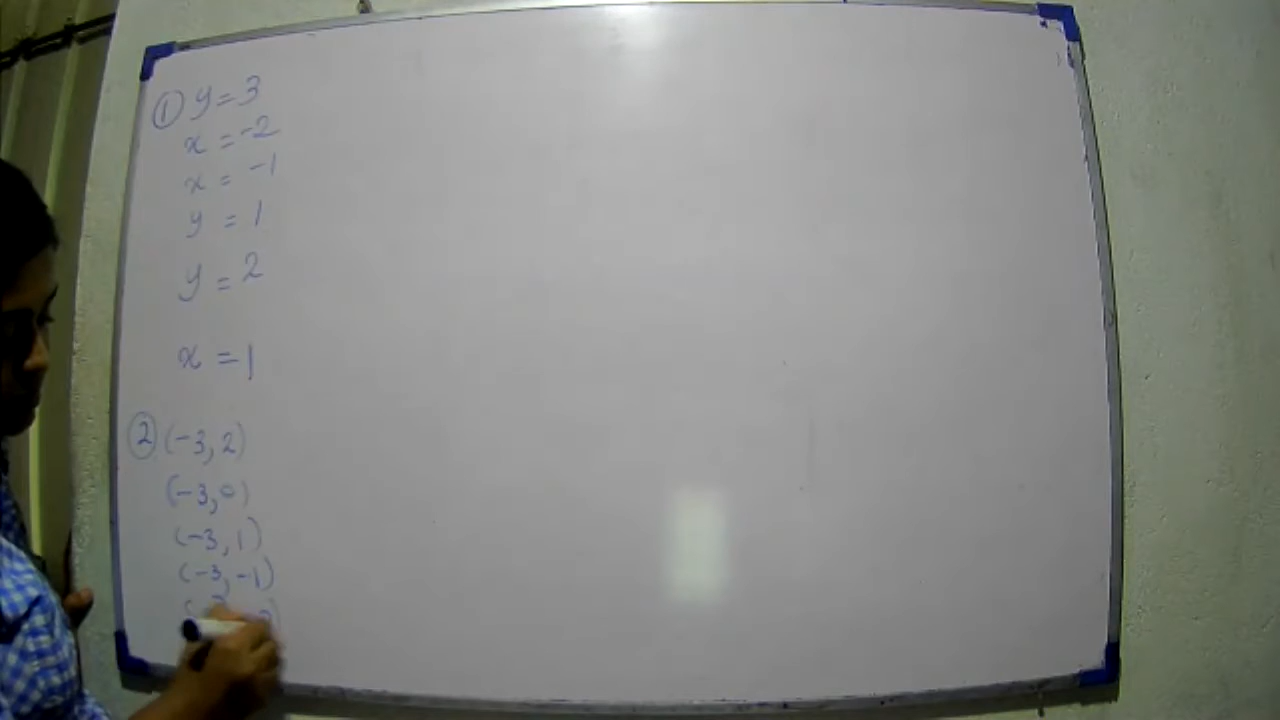 ① y = 3
x = -2
x = -1
y = 1
y = 2
x = 1
② (-3, 2)
(-3, 0)
(-3, 1)
(-3, -1)